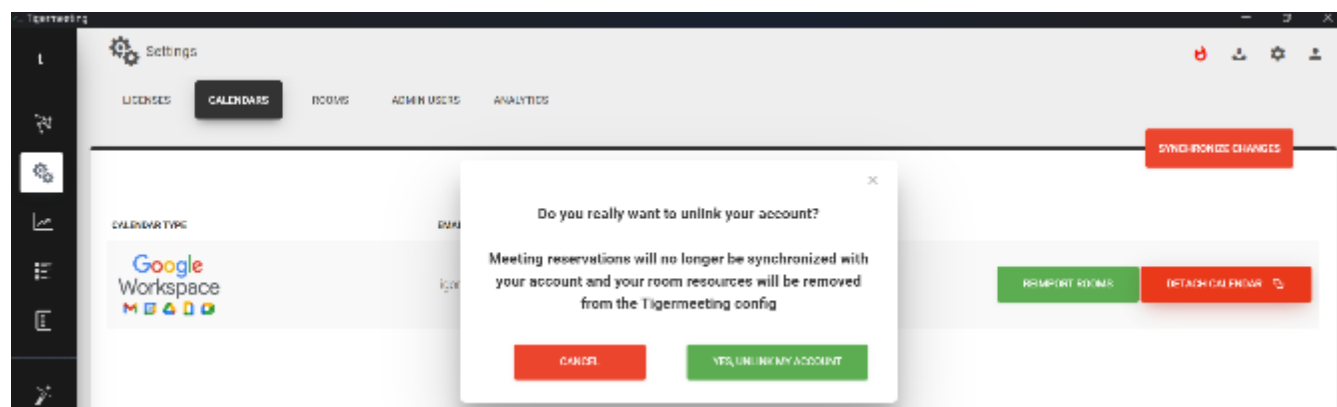 Tigermeeting
Settings
LICENSES CALENDARS ROOMS ADMIN USERS ANALYTICS
SYNCHRONIZE CHANGES
Do you really want to unlink your account?
CALENDAR TYPE
Meeting reservations will no longer be synchronized with
your account and your room resources will be removed
from the Tigermeeting config
Google
Workspace
REIMPORT ROOMS DETACH CALENDAR
CANCEL YES, UNLINK MY ACCOUNT